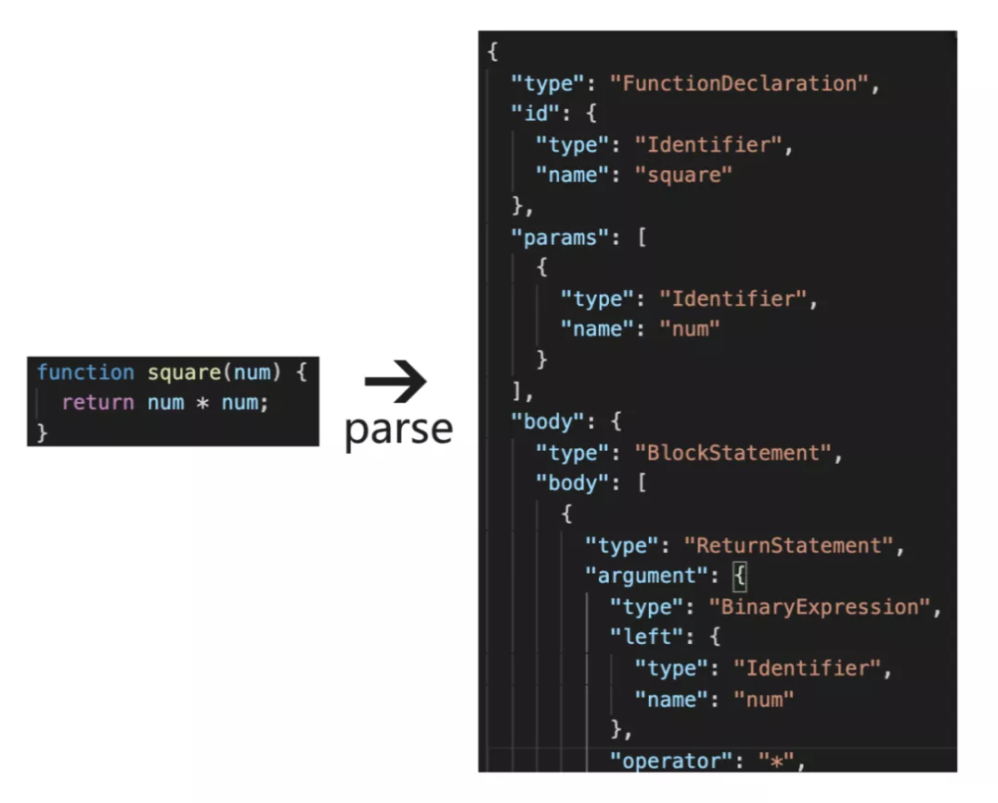 function square(num) {
  return num * num;
}
parse
{
  "type": "FunctionDeclaration",
  "id": {
    "type": "Identifier",
    "name": "square"
  },
  "params": [
    {
      "type": "Identifier",
      "name": "num"
    }
  ],
  "body": {
    "type": "BlockStatement",
    "body": [
      {
        "type": "ReturnStatement",
        "argument": {
          "type": "BinaryExpression",
          "left": {
            "type": "Identifier",
            "name": "num"
          },
          "operator": "*",